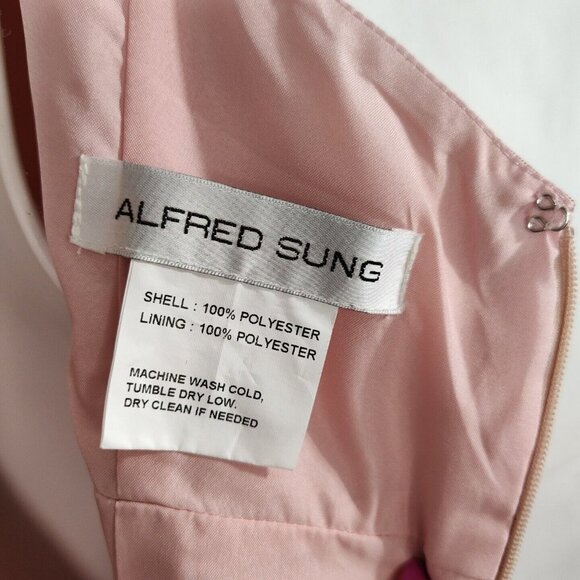 ALFRED SUNG
SHELL : 100% POLYESTER
LINING : 100% POLYESTER
MACHINE WASH COLD,
TUMBLE DRY LOW.
DRY CLEAN IF NEEDED